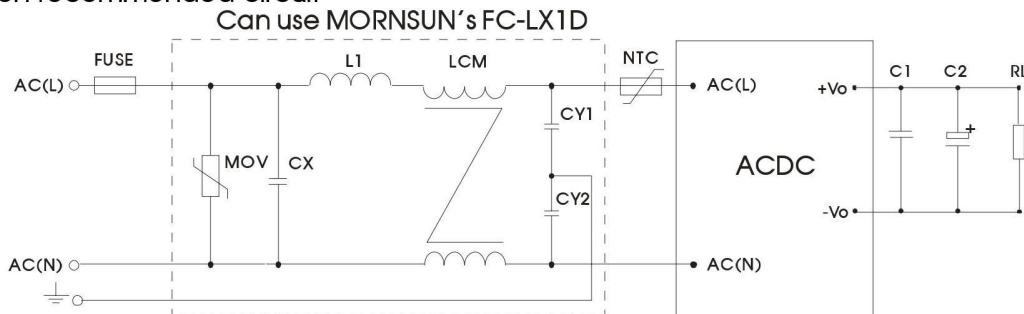 Can use MORNSUN's FC-LX1D
FUSE
L1
LCM
NTC
AC(L)
AC(L)
+Vo
C1
C2
RL
CY1
MOV
CX
ACDC
+
CY2
-Vo
AC(N)
AC(N)